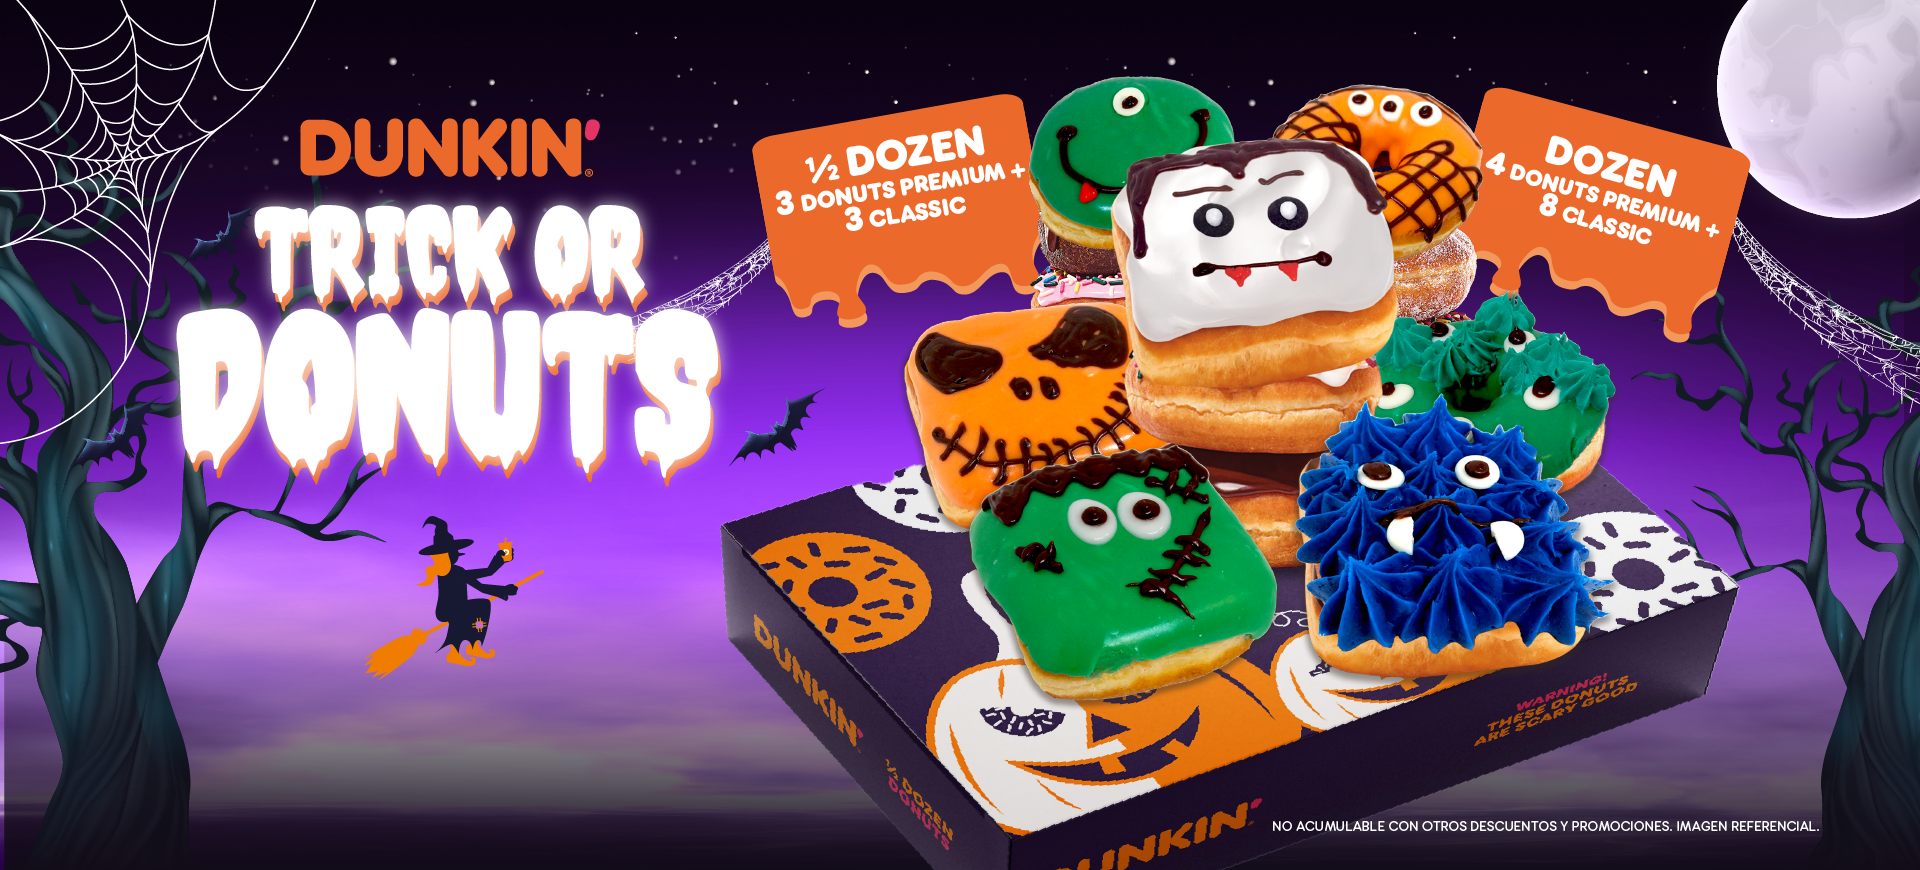 DUNKIN'
TRICK OR
DONUTS
½ DOZEN
3 DONUTS PREMIUM +
3 CLASSIC
DOZEN
4 DONUTS PREMIUM +
8 CLASSIC
DUNKIN'
½ DOZEN
DONUTS
DUNKIN'
WARNING!
THESE DONUTS
ARE SCARY GOOD
NO ACUMULABLE CON OTROS DESCUENTOS Y PROMOCIONES. IMAGEN REFERENCIAL.